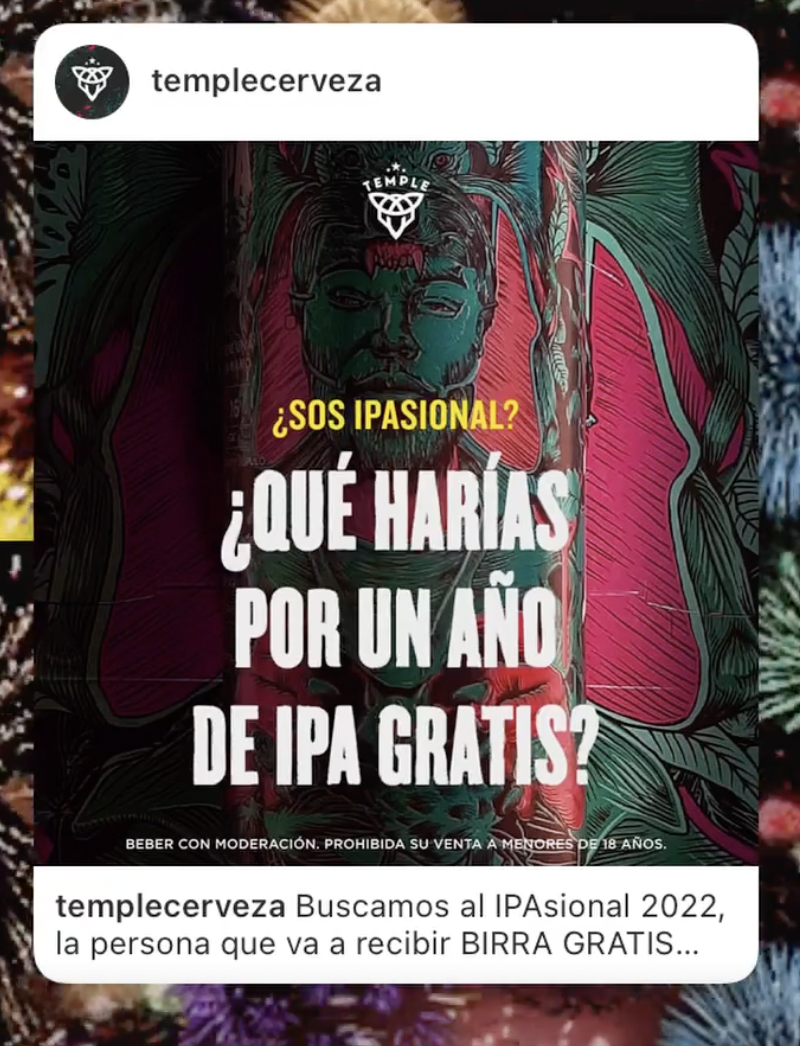 templecerveza
TEMPLE
¿SOS IPASIONAL?
¿QUÉ HARÍAS
POR UN AÑO
DE IPA GRATIS?
BEBER CON MODERACIÓN. PROHIBIDA SU VENTA A MENORES DE 18 AÑOS.
templecerveza Buscamos al IPAsional 2022,
la persona que va a recibir BIRRA GRATIS...